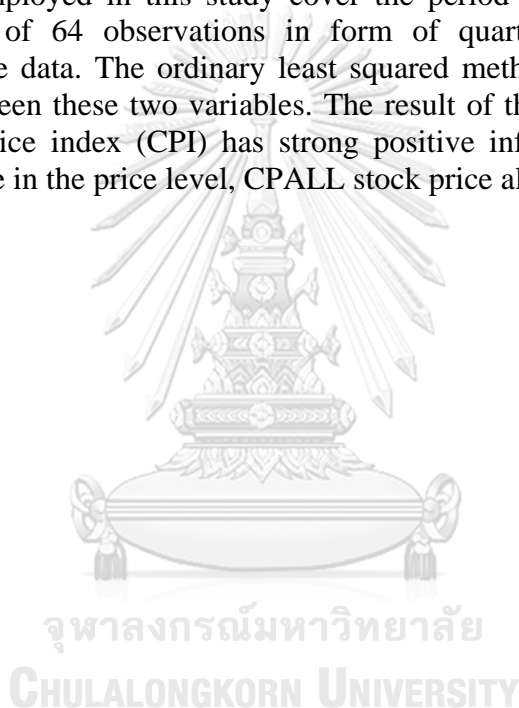 ployed in this study cover the period
of 64 observations in form of quart
e data. The ordinary least squared meth
een these two variables. The result of th
ice index (CPI) has strong positive inf
e in the price level, CPALL stock price al
จุฬาลงกรณ์มหาวิทยาลัย
CHULALONGKORN UNIVERSITY